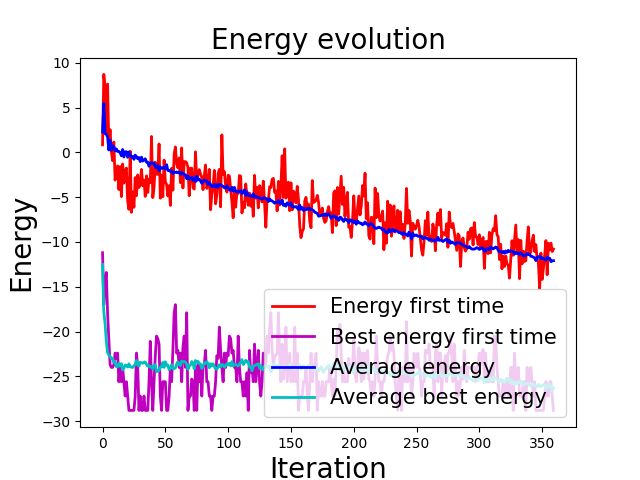 Energy evolution
10
5
0
−5
−10
−15
−20
−25
−30
Energy
Energy first time
Best energy first time
Average energy
Average best energy
0 50 100 150 200 250 300 350
Iteration